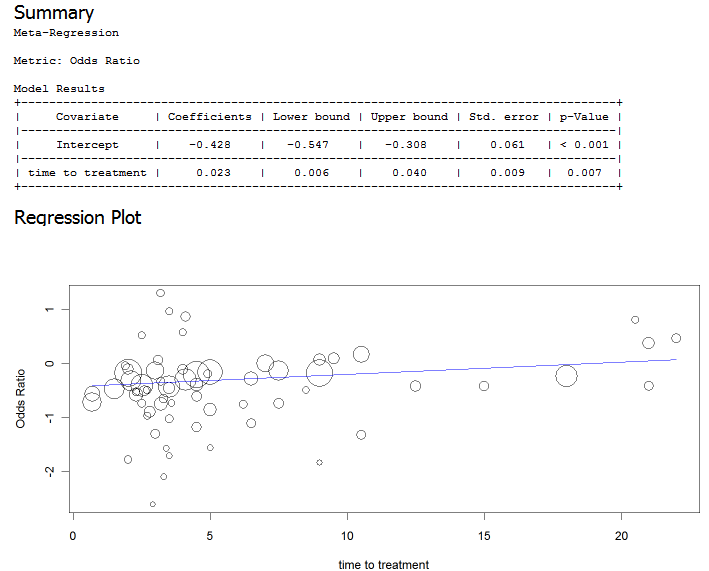 Summary
Meta-Regression
Metric: Odds Ratio
Model Results
+-----------------------------------------------------------------------------+
| Covariate | Coefficients | Lower bound | Upper bound | Std. error | p-Value |
|-----------------------------------------------------------------------------|
| Intercept | -0.428 | -0.547 | -0.308 | 0.061 | < 0.001 |
|-----------------------------------------------------------------------------|
| time to treatment | 0.023 | 0.006 | 0.040 | 0.009 | 0.007 |
+-----------------------------------------------------------------------------+
Regression Plot
Odds Ratio
1
0
-1
-2
0 5 10 15 20
time to treatment